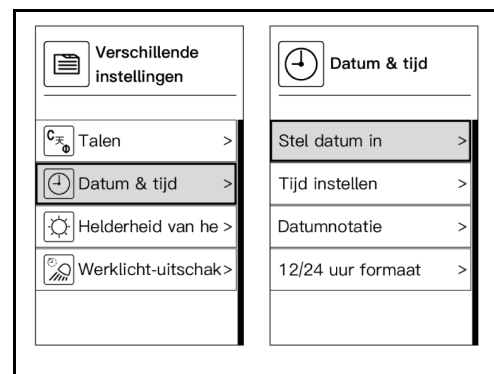 Verschillende
instellingen
Talen >
Datum & tijd >
Helderheid van he >
Werklicht-uitschak>
Datum & tijd
Stel datum in >
Tijd instellen >
Datumnotatie >
12/24 uur formaat >